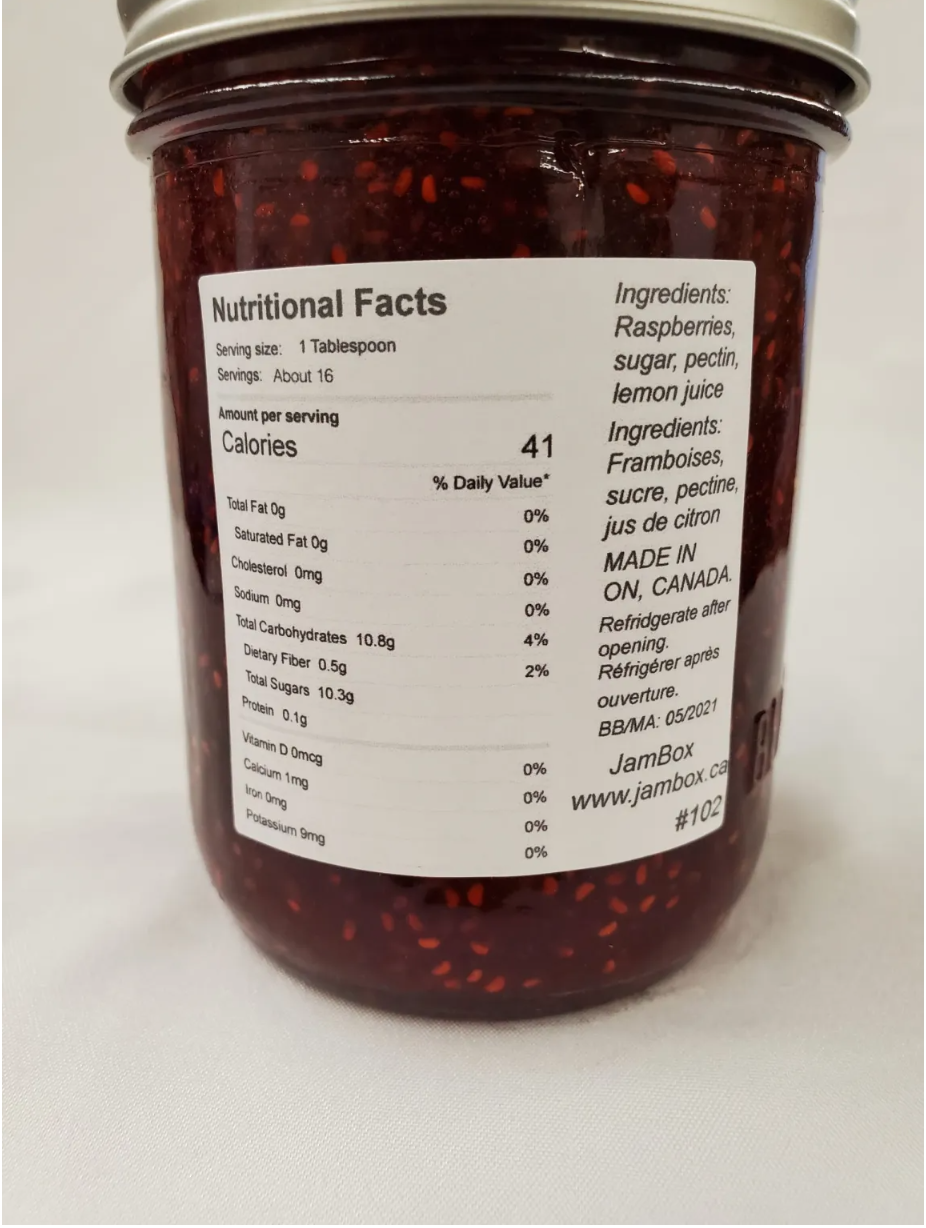 Nutritional Facts
Serving size: 1 Tablespoon
Servings: About 16
Amount per serving
Calories 41
% Daily Value*
Total Fat 0g 0%
Saturated Fat 0g 0%
Cholesterol 0mg 0%
Sodium 0mg 0%
Total Carbohydrates 10.8g 4%
Dietary Fiber 0.5g 2%
Total Sugars 10.3g
Protein 0.1g
Vitamin D 0mcg 0%
Calcium 1mg 0%
Iron 0mg 0%
Potassium 9mg 0%
Ingredients:
Raspberries,
sugar, pectin,
lemon juice
Ingredients:
Framboises,
sucre, pectine,
jus de citron
MADE IN
ON, CANADA.
Refridgerate after
opening.
Réfrigérer après
ouverture.
BB/MA: 05/2021
JamBox
www.jambox.ca
#102